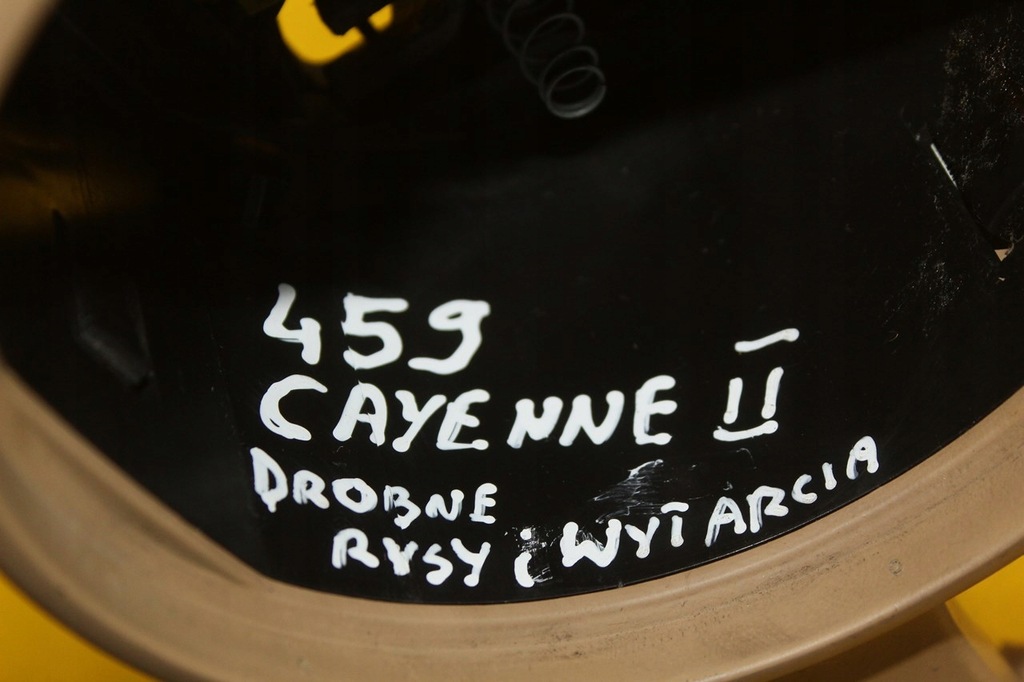 459
CAYENNE II
DROBNE
RYSY i WYTARCIA